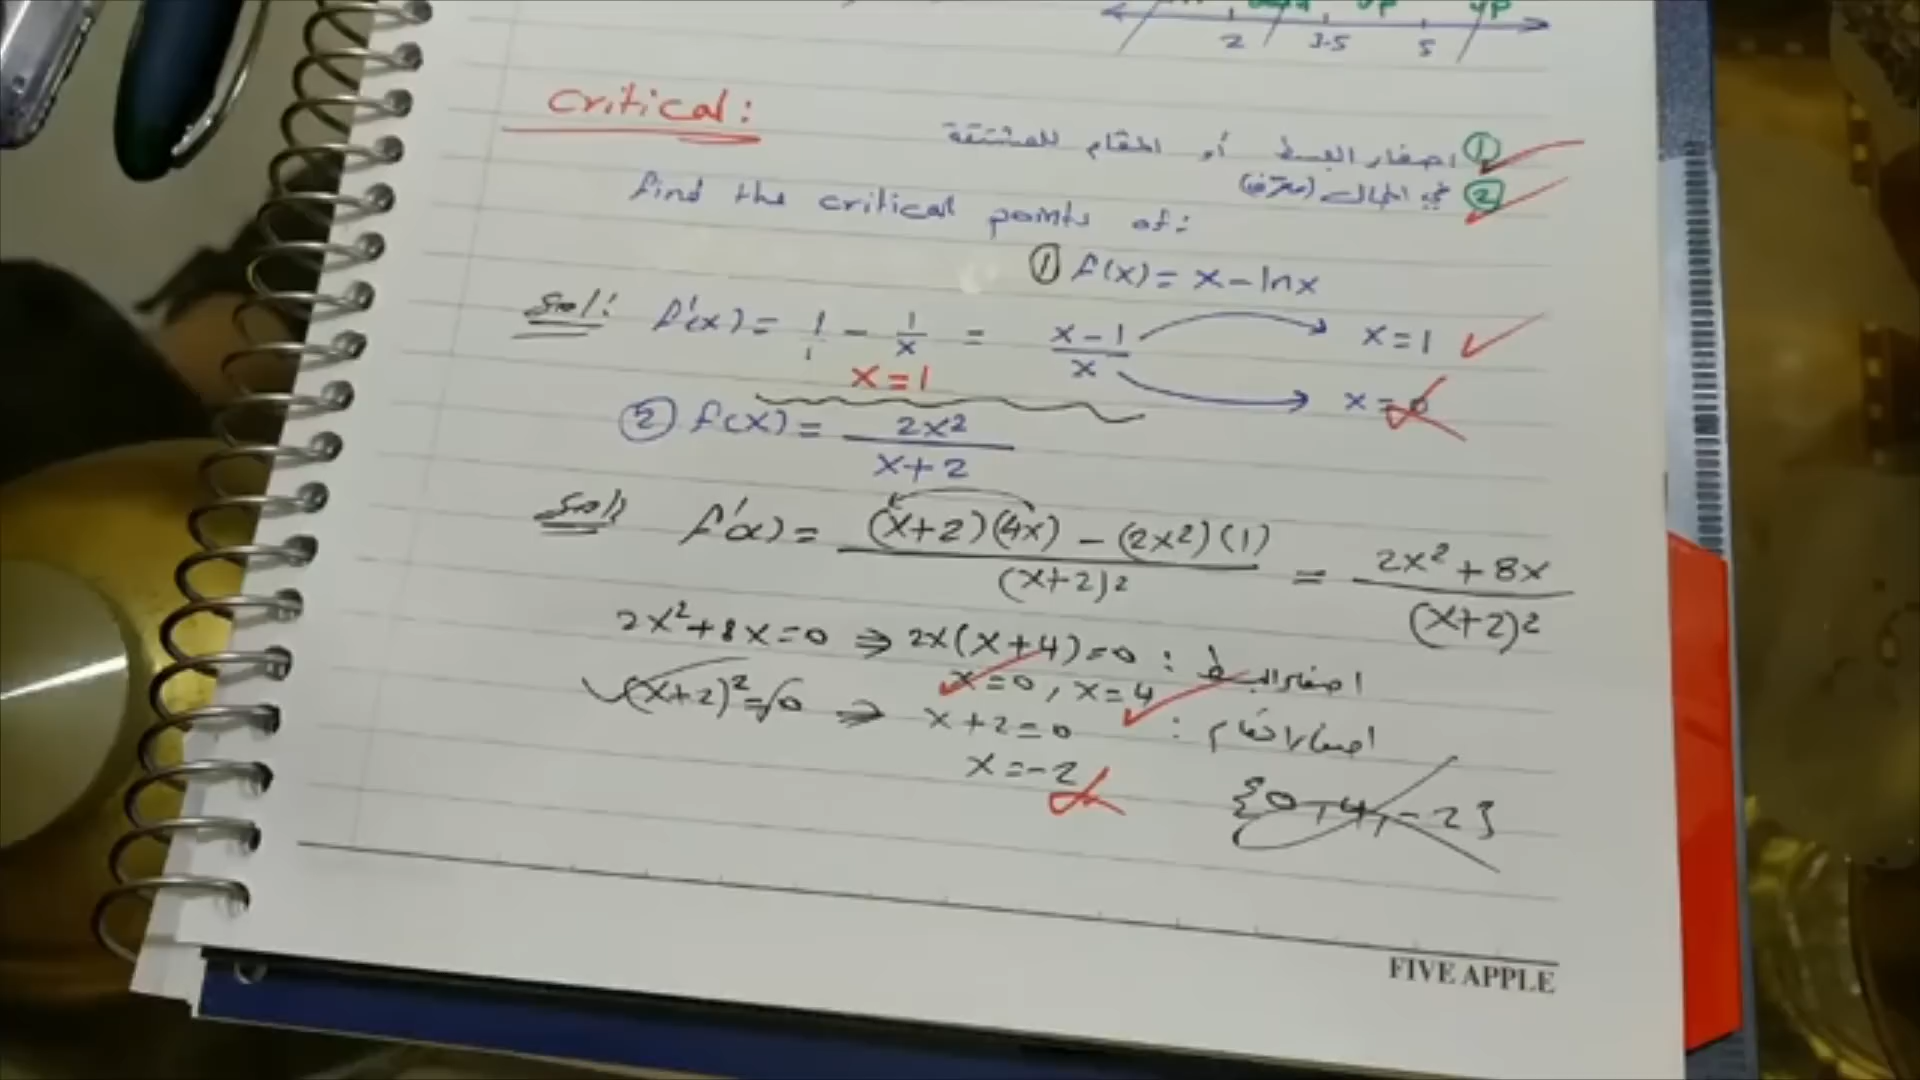 2 3.5 5
Critical:
① اصفار البسط أو المقام للمشتقة
② في المجال (معرّف)
find the critical points of:
① f(x) = x - ln x
Sol: f'(x) = 1/1 - 1/x = (x-1)/x → x = 1
→ x = 0
x = 1
② f(x) = 2x²/(x+2)
Sol: f'(x) = ((x+2)(4x) - (2x²)(1))/(x+2)² = (2x² + 8x)/(x+2)²
2x² + 8x = 0 ⇒ 2x(x+4) = 0 : اصفار البسط
x = 0, x = 4
√(x+2)² = √0 ⇒ x + 2 = 0 : اصفار المقام
x = -2
{0, 4, -2}
FIVE APPLE